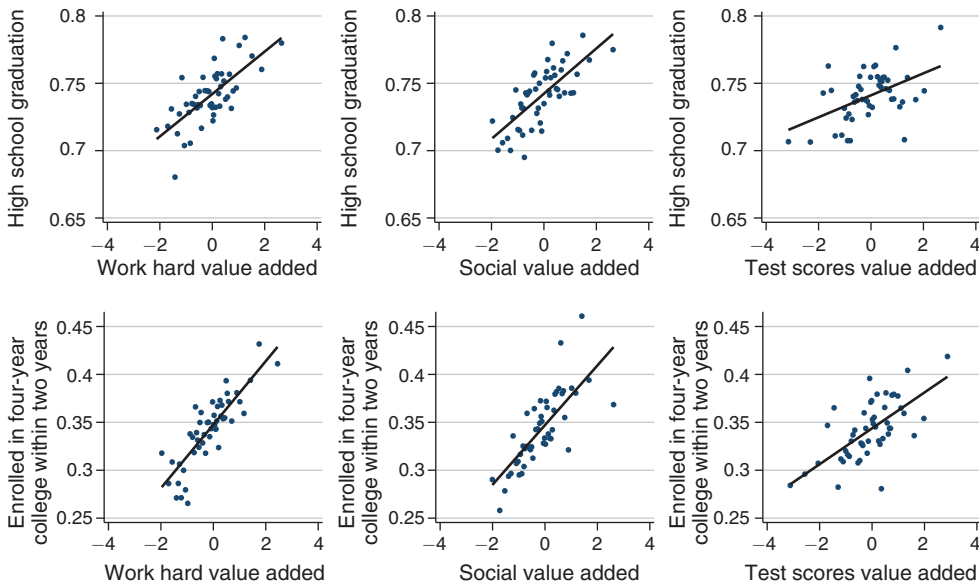 High school graduation
0.8
0.75
0.7
0.65
−4 −2 0 2 4
Work hard value added
High school graduation
0.8
0.75
0.7
0.65
−4 −2 0 2 4
Social value added
High school graduation
0.8
0.75
0.7
0.65
−4 −2 0 2 4
Test scores value added
Enrolled in four-year
college within two years
0.45
0.4
0.35
0.3
0.25
−4 −2 0 2 4
Work hard value added
Enrolled in four-year
college within two years
0.45
0.4
0.35
0.3
0.25
−4 −2 0 2 4
Social value added
Enrolled in four-year
college within two years
0.45
0.4
0.35
0.3
0.25
−4 −2 0 2 4
Test scores value added